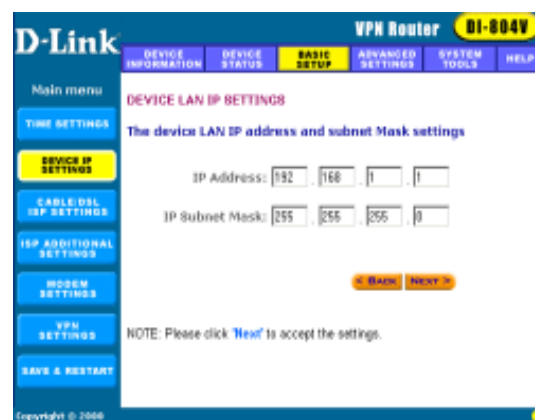 D-Link
VPN Router DI-804V
DEVICE INFORMATION
DEVICE STATUS
BASIC SETUP
ADVANCED SETTINGS
SYSTEM TOOLS
HELP
Main menu
TIME SETTINGS
DEVICE IP SETTINGS
CABLE/DSL ISP SETTINGS
ISP ADDITIONAL SETTINGS
MODEM SETTINGS
VPN SETTINGS
SAVE & RESTART
Copyright © 2000
DEVICE LAN IP SETTINGS
The device LAN IP address and subnet Mask settings
IP Address: 192 . 168 . 1 . 1
IP Subnet Mask: 255 . 255 . 255 . 0
< BACK NEXT >
NOTE: Please click "Next" to accept the settings.